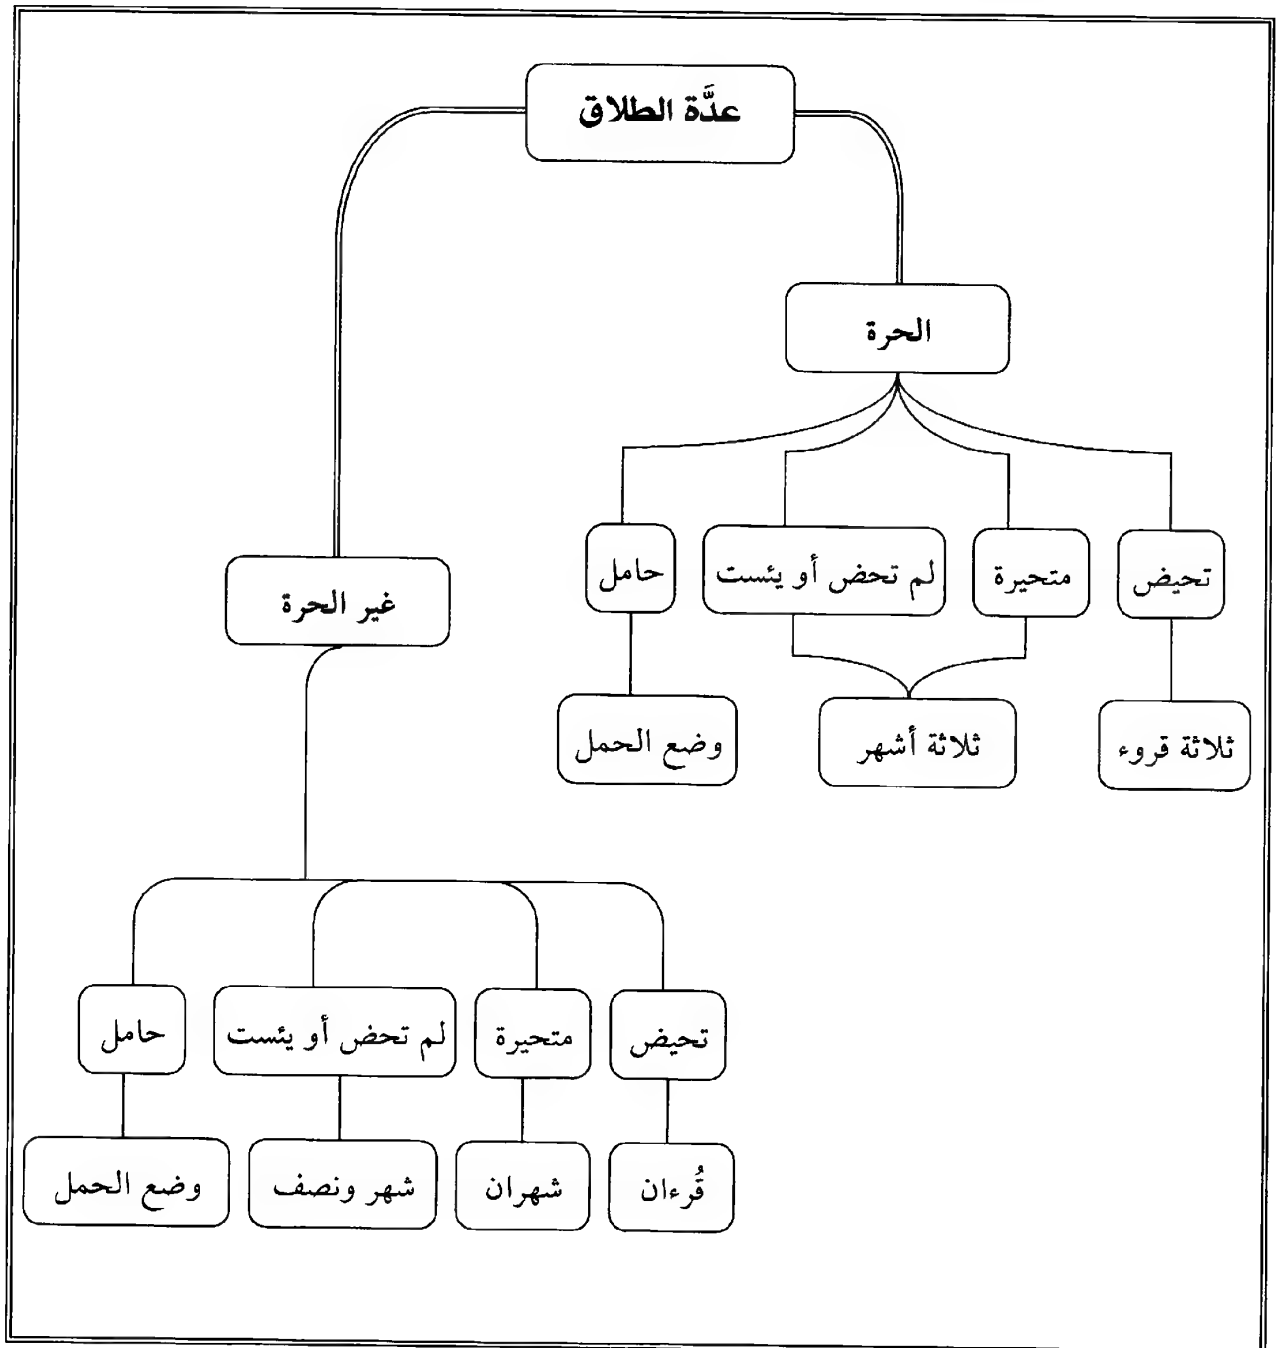 عدَّة الطلاق
الحرة
تحيض
متحيرة
لم تحض أو يئست
حامل
ثلاثة قروء
ثلاثة أشهر
وضع الحمل
غير الحرة
تحيض
متحيرة
لم تحض أو يئست
حامل
قُرءان
شهران
شهر ونصف
وضع الحمل